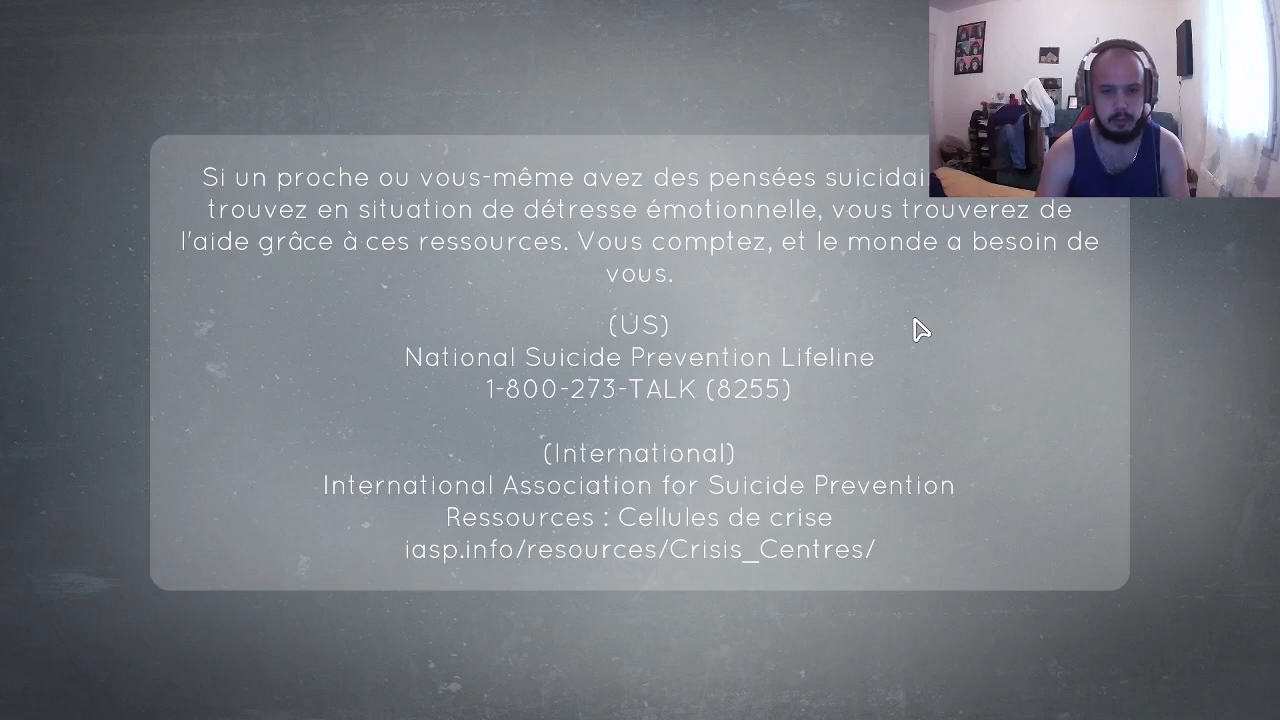 Si un proche ou vous-même avez des pensées suicidai
trouvez en situation de détresse émotionnelle, vous trouverez de
l'aide grâce à ces ressources. Vous comptez, et le monde a besoin de
vous.
(US)
National Suicide Prevention Lifeline
1-800-273-TALK (8255)
(International)
International Association for Suicide Prevention
Ressources : Cellules de crise
iasp.info/resources/Crisis_Centres/